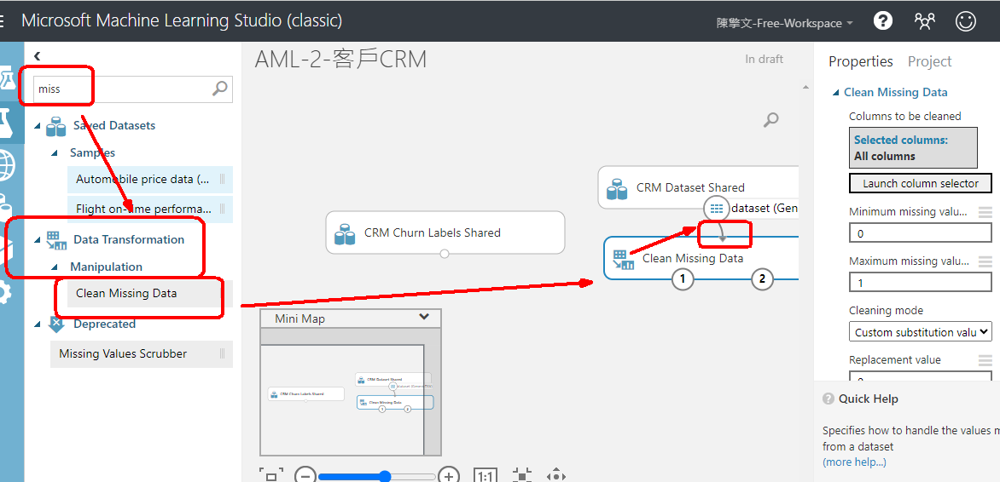 Microsoft Machine Learning Studio (classic)
陳擎文-Free-Workspace
?
miss
Saved Datasets
Samples
Automobile price data (...
Flight on-time performa...
Data Transformation
Manipulation
Clean Missing Data
Deprecated
Missing Values Scrubber
AML-2-客戶CRM
In draft
CRM Churn Labels Shared
CRM Dataset Shared
dataset (Gen
Clean Missing Data
1
2
Mini Map
CRM Dataset Shared
CRM Churn Labels Shared
Clean Missing Data
1
2
1:1
Properties
Project
Clean Missing Data
Columns to be cleaned
Selected columns:
All columns
Launch column selector
Minimum missing valu...
0
Maximum missing valu...
1
Cleaning mode
Custom substitution valu
Replacement value
Quick Help
Specifies how to handle the values m
from a dataset
(more help...)